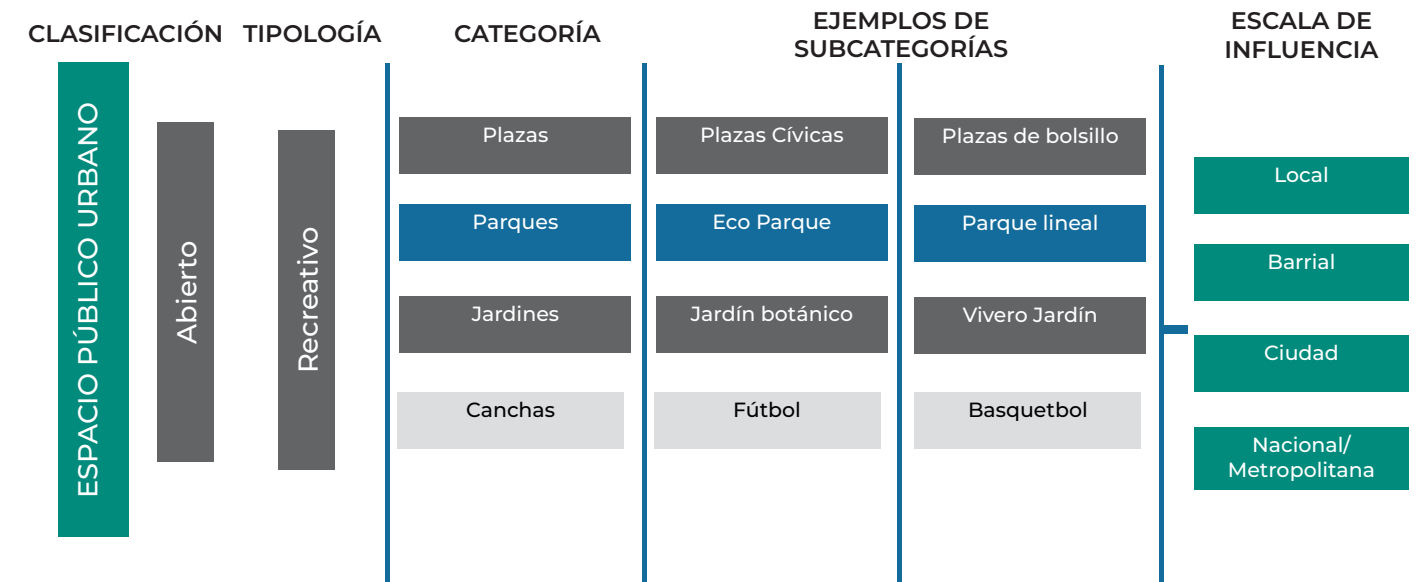 CLASIFICACIÓN
TIPOLOGÍA
CATEGORÍA
EJEMPLOS DE
SUBCATEGORÍAS
ESCALA DE
INFLUENCIA
ESPACIO PÚBLICO URBANO
Abierto
Recreativo
Plazas
Plazas Cívicas
Plazas de bolsillo
Parques
Eco Parque
Parque lineal
Jardines
Jardín botánico
Vivero Jardín
Canchas
Fútbol
Basquetbol
Local
Barrial
Ciudad
Nacional/
Metropolitana